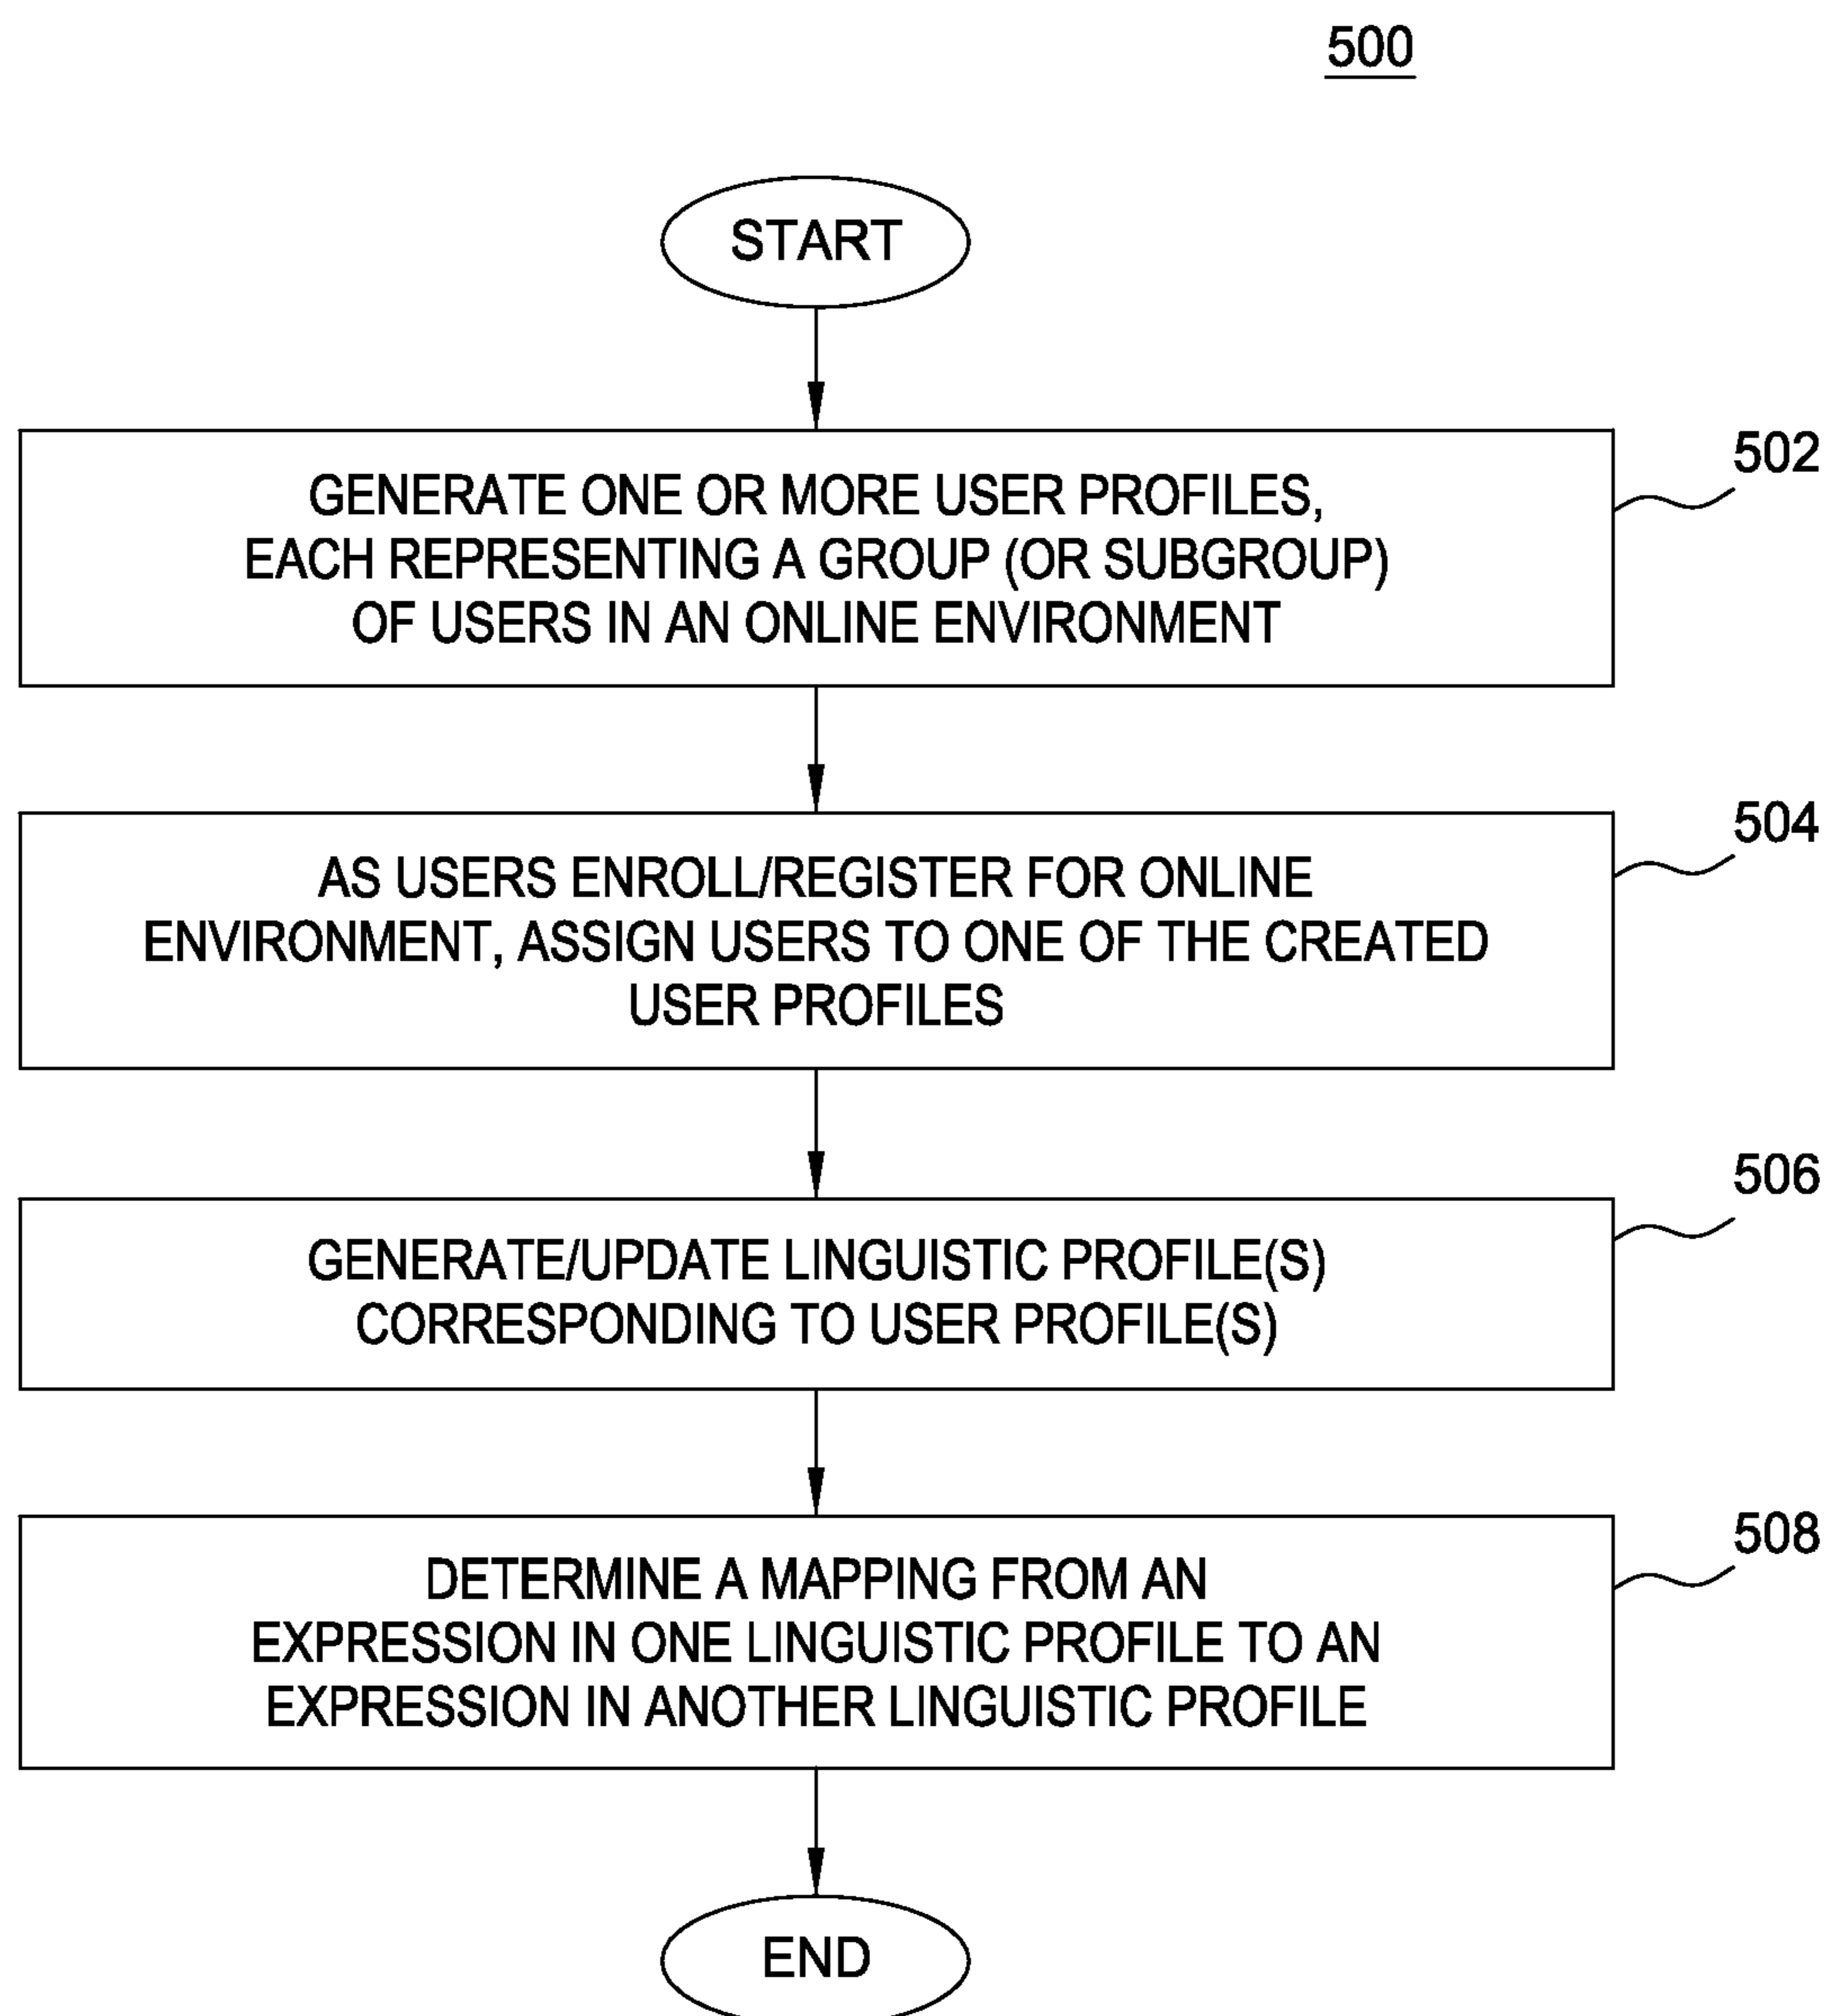 500
START
GENERATE ONE OR MORE USER PROFILES,
EACH REPRESENTING A GROUP (OR SUBGROUP)
OF USERS IN AN ONLINE ENVIRONMENT
502
AS USERS ENROLL/REGISTER FOR ONLINE
ENVIRONMENT, ASSIGN USERS TO ONE OF THE CREATED
USER PROFILES
504
GENERATE/UPDATE LINGUISTIC PROFILE(S)
CORRESPONDING TO USER PROFILE(S)
506
DETERMINE A MAPPING FROM AN
EXPRESSION IN ONE LINGUISTIC PROFILE TO AN
EXPRESSION IN ANOTHER LINGUISTIC PROFILE
508
END